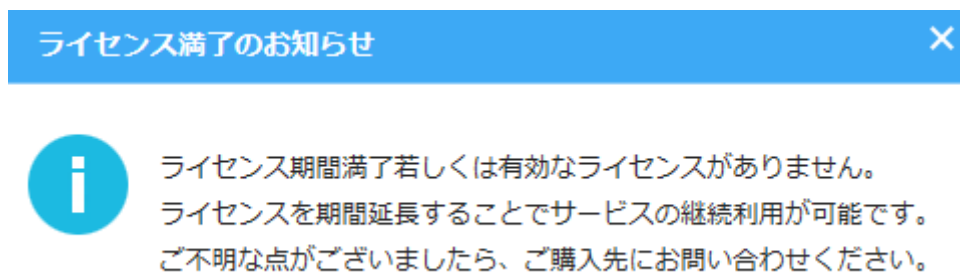 ライセンス満了のお知らせ
ライセンス期間満了若しくは有効なライセンスがありません。
ライセンスを期間延長することでサービスの継続利用が可能です。
ご不明な点がございましたら、ご購入先にお問い合わせください。